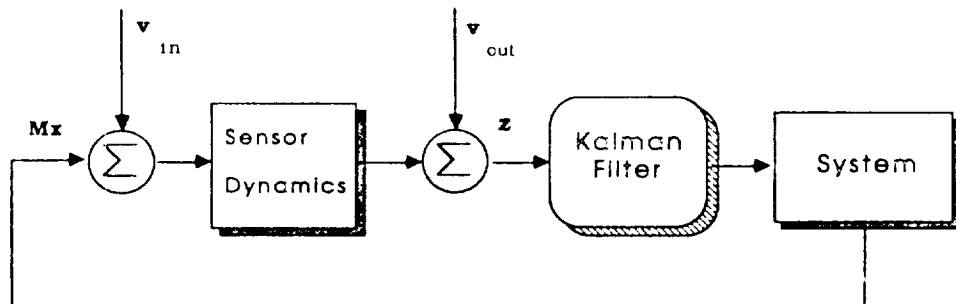 v
in
v
out
Mx
Σ
Sensor
Dynamics
Σ
z
Kalman
Filter
System